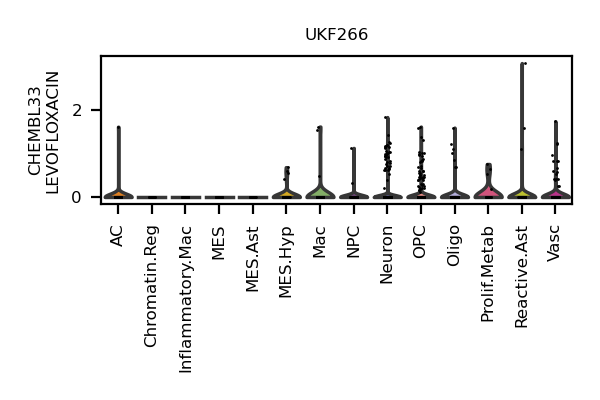 UKF266
CHEMBL33
LEVOFLOXACIN
2
0
AC
Chromatin.Reg
Inflammatory.Mac
MES
MES.Ast
MES.Hyp
Mac
NPC
Neuron
OPC
Oligo
Prolif.Metab
Reactive.Ast
Vasc